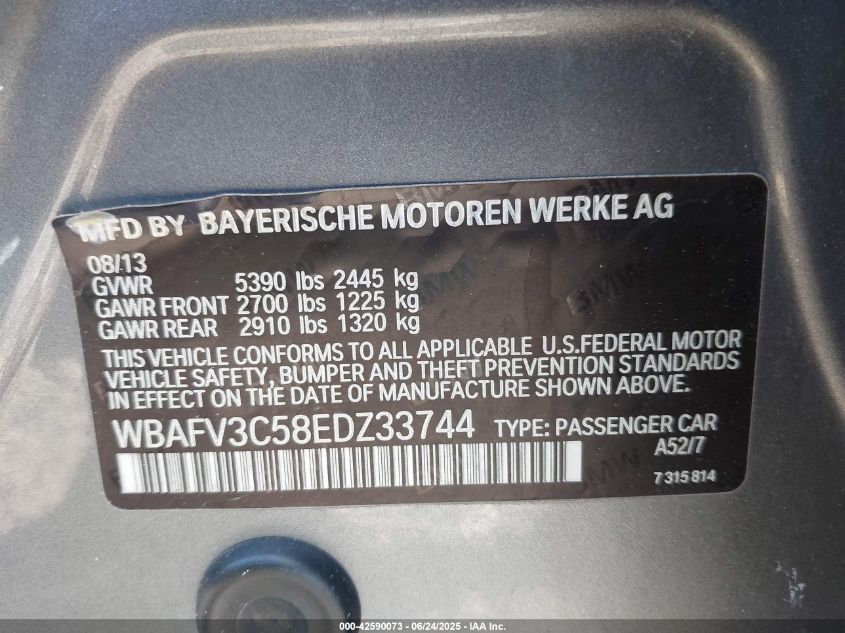 MFD BY BAYERISCHE MOTOREN WERKE AG
08/13
GVWR 5390 lbs 2445 kg
GAWR FRONT 2700 lbs 1225 kg
GAWR REAR 2910 lbs 1320 kg
THIS VEHICLE CONFORMS TO ALL APPLICABLE U.S.FEDERAL MOTOR
VEHICLE SAFETY, BUMPER AND THEFT PREVENTION STANDARDS
IN EFFECT ON THE DATE OF MANUFACTURE SHOWN ABOVE.
WBAFV3C58EDZ33744 TYPE: PASSENGER CAR
A52/7
7 315 814
000-42590073 - 06/24/2025 - IAA Inc.